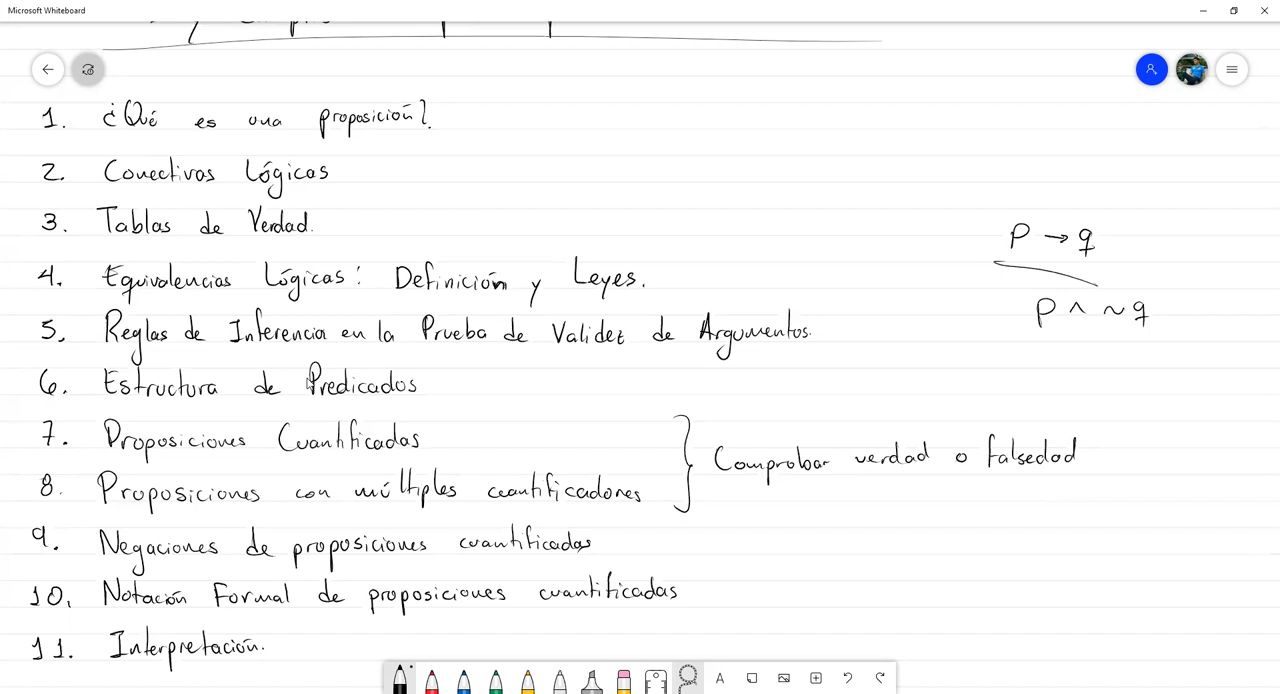 Microsoft Whiteboard
1. ¿Qué es una proposición?.
2. Conectivas Lógicas
3. Tablas de Verdad.
4. Equivalencias Lógicas: Definición y Leyes.
5. Reglas de Inferencia en la Prueba de Validez de Argumentos.
6. Estructura de Predicados
7. Proposiciones Cuantificadas
8. Proposiciones con múltiples cuantificadores
Comprobar verdad o falsedad
9. Negaciones de proposiciones cuantificadas
10. Notación Formal de proposiciones cuantificadas
11. Interpretación.
P → q
P ∧ ~q
A